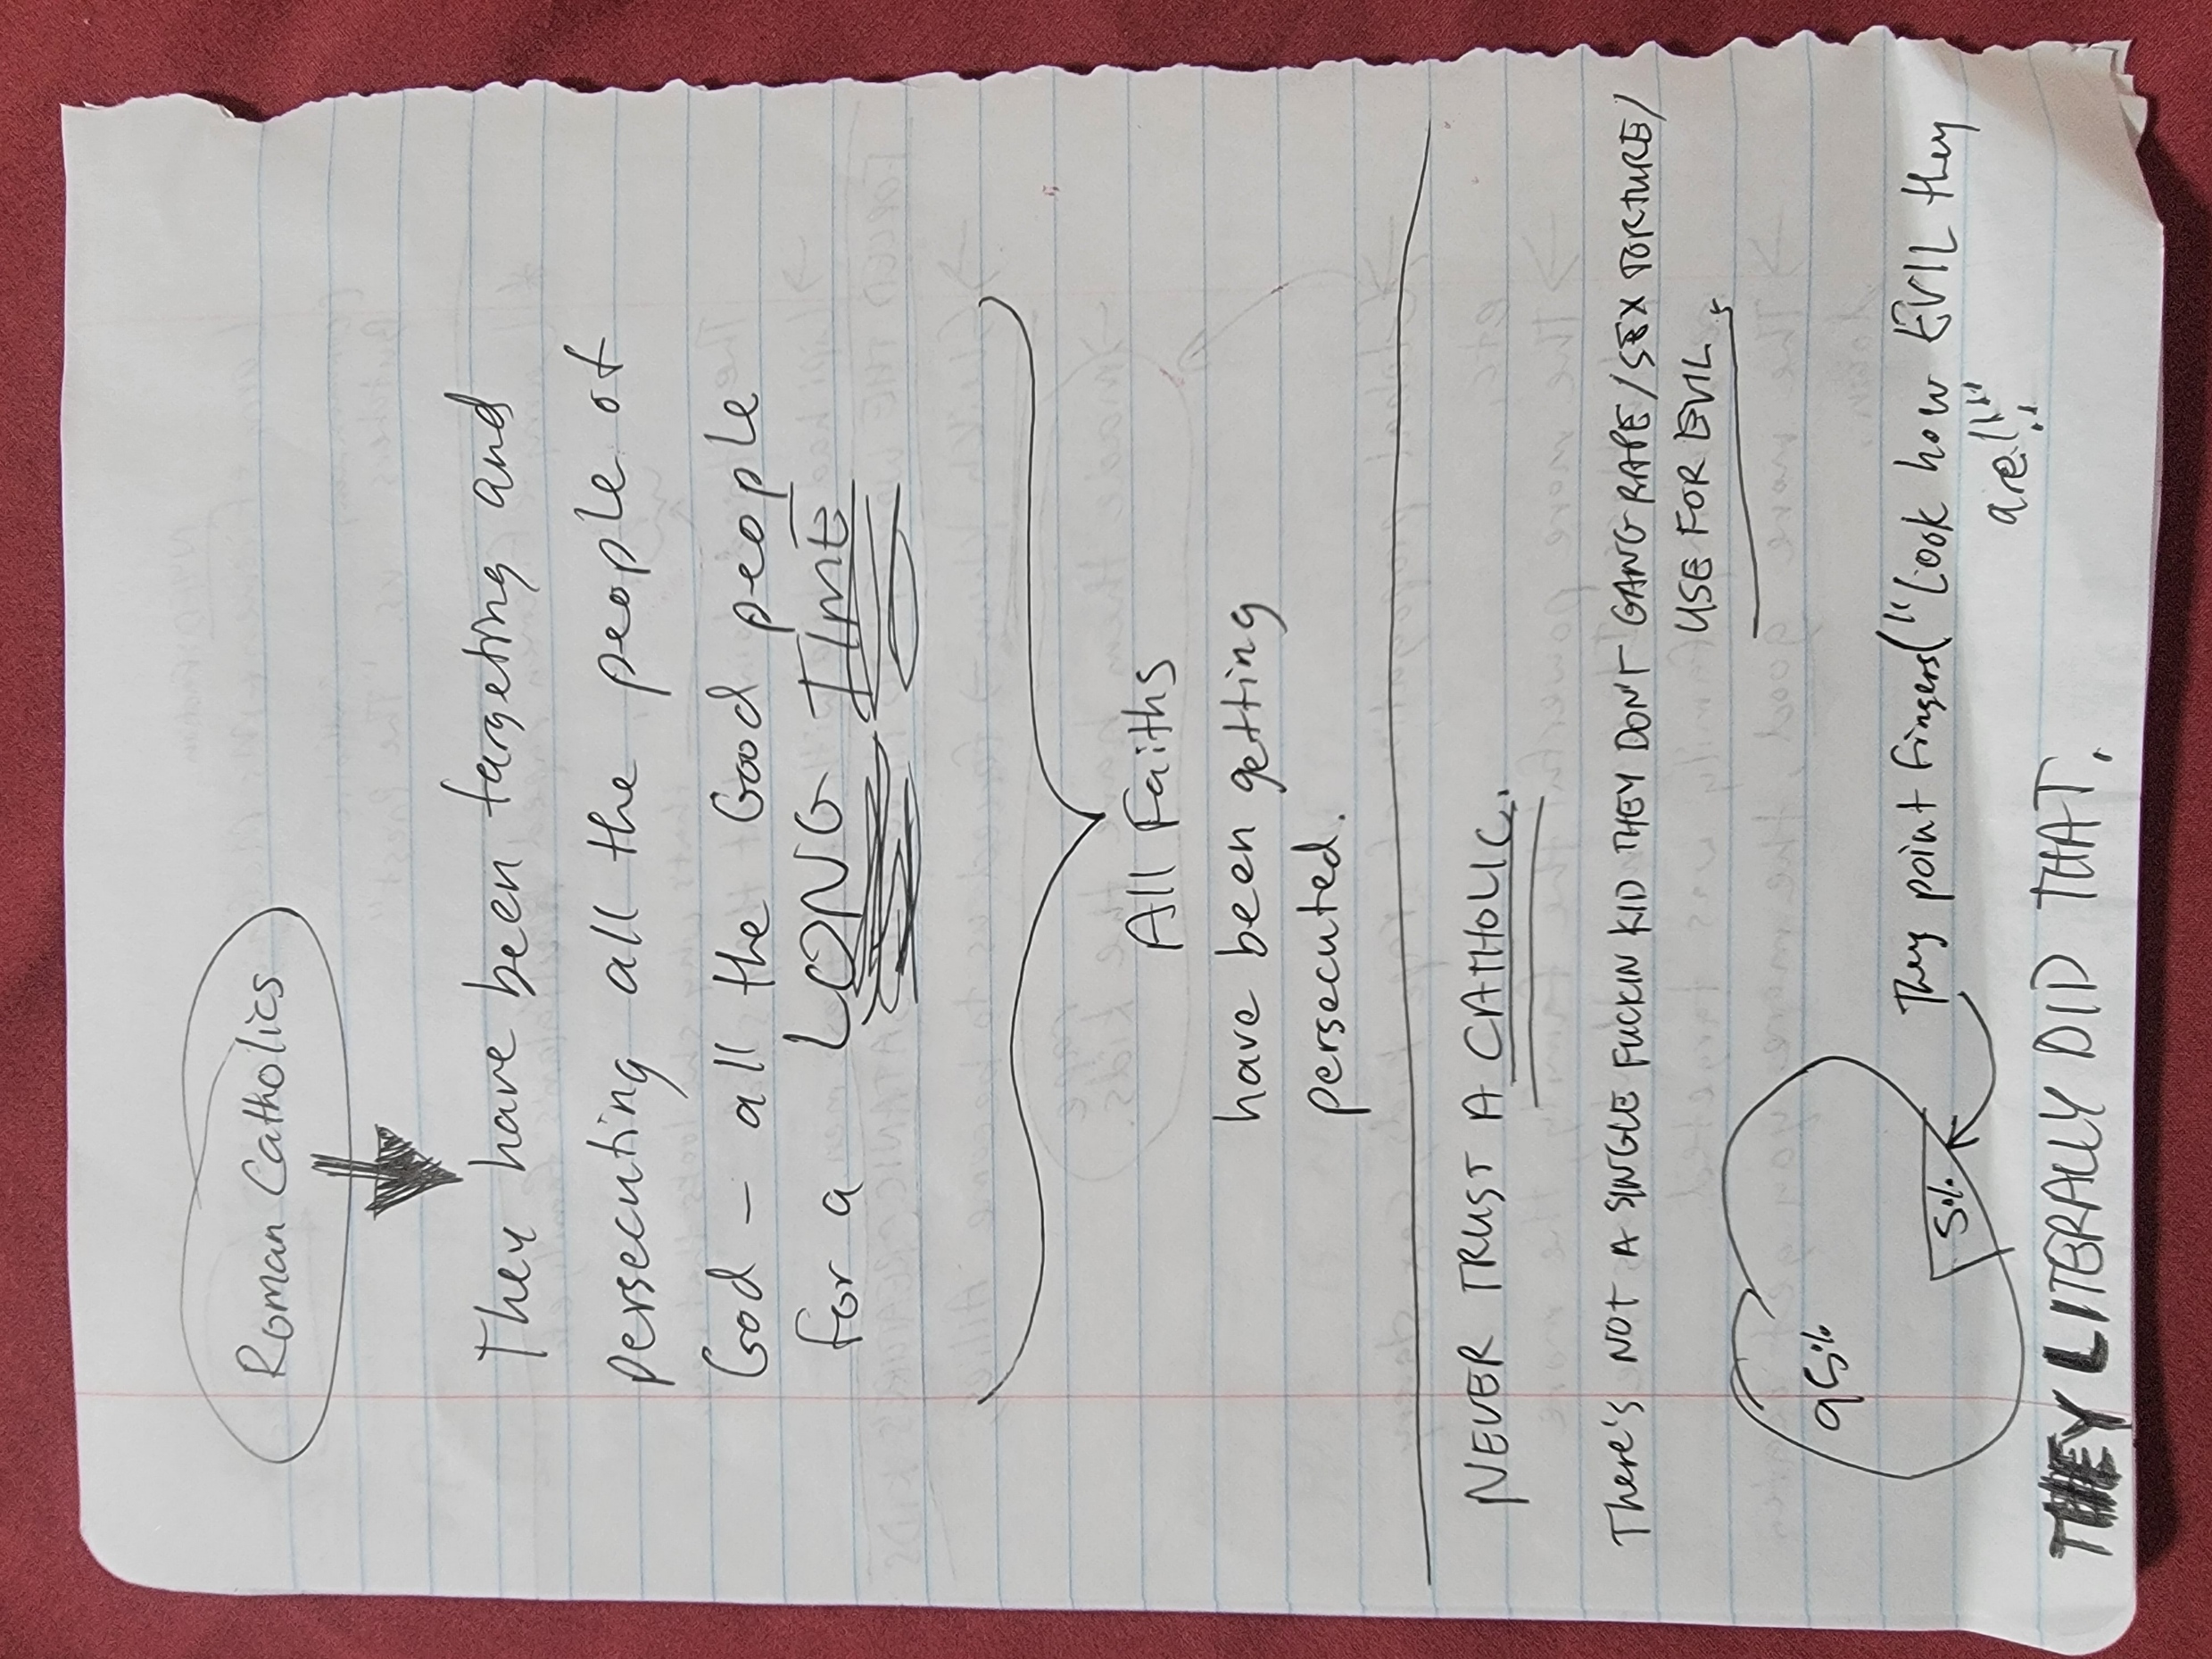 Roman Catholics
They have been targeting and
persecuting all the people of
God – all the Good people
for a LONG TIME
All Faiths
have been getting
persecuted.
NEVER TRUST A CATHOLIC.
There's NOT A SINGLE FUCKIN KID THEY DON'T GANG RAPE/SEX TORTURE/
USE FOR EVIL.
95%
5%
They point fingers ("Look how EVIL they
are!!!!"
THEY LITERALLY DID THAT.